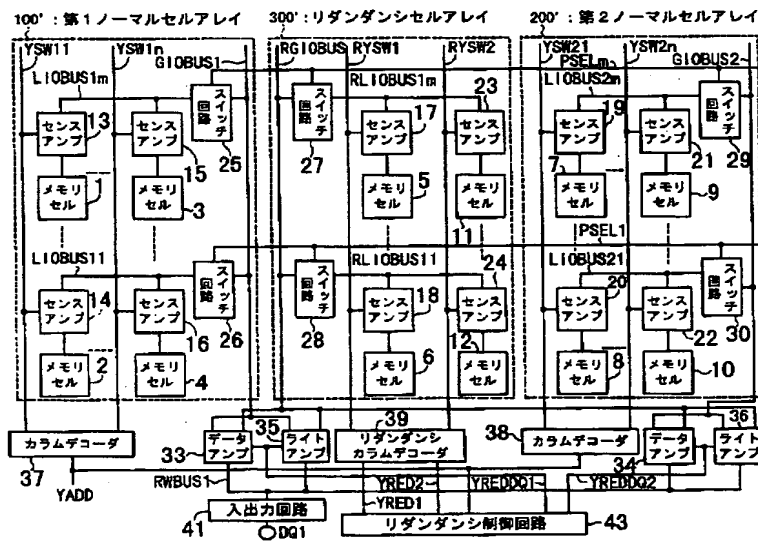 100':第1ノーマルセルアレイ 300':リダンダンシセルアレイ 200':第2ノーマルセルアレイ
YSW11 YSW1n GIOBUS1 RGIOBUS RYSW1 RYSW2 YSW21 YSW2n GIOBUS2
PSELm
LIOBUS1m RLIOBUS1m 23 LIOBUS2m
13 センスアンプ センスアンプ 15 スイッチ回路 25 スイッチ回路 27 センスアンプ 17 センスアンプ センスアンプ 19 センスアンプ 21 スイッチ回路 29
メモリセル 1 メモリセル 3 メモリセル 5 メモリセル 11 7 メモリセル メモリセル 9
PSEL1
LIOBUS11 RLIOBUS11 24 LIOBUS21
センスアンプ 14 センスアンプ 16 スイッチ回路 26 スイッチ回路 28 センスアンプ 18 センスアンプ センスアンプ 20 センスアンプ 22 スイッチ回路 30
メモリセル 2 メモリセル 4 メモリセル 6 メモリセル 12 メモリセル 8 メモリセル 10
カラムデコーダ 37 33 データアンプ 35 ライトアンプ 39 リダンダンシカラムデコーダ 38 カラムデコーダ 34 データアンプ 36 ライトアンプ
YADD RWBUS1 YRED2 YREDDQ1 YREDDQ2
YRED1
41 入出力回路 リダンダンシ制御回路 43
DQ1